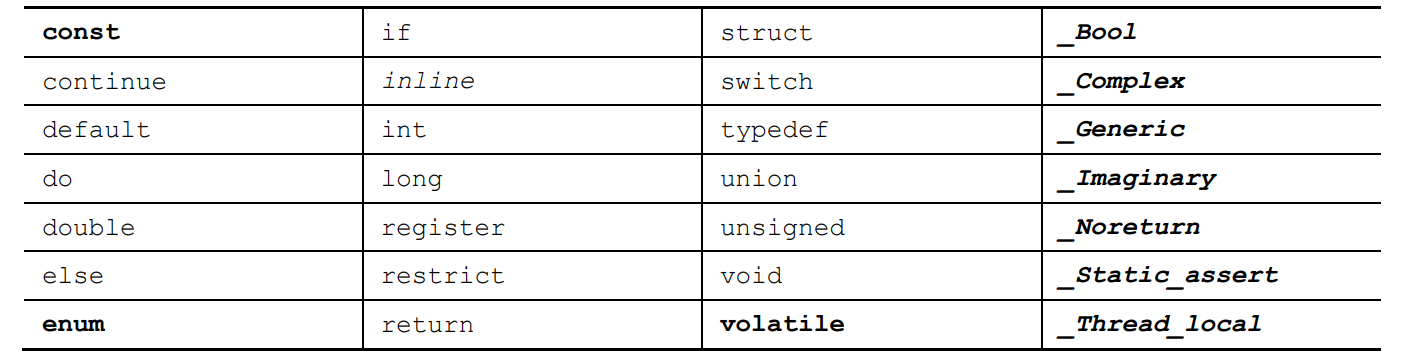 const if struct _Bool
continue inline switch _Complex
default int typedef _Generic
do long union _Imaginary
double register unsigned _Noreturn
else restrict void _Static_assert
enum return volatile _Thread_local